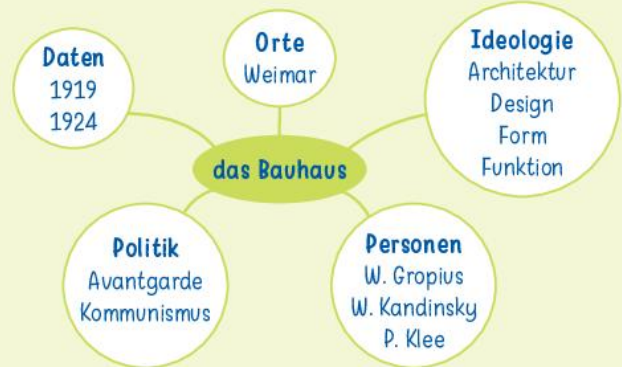 Daten
1919
1924
Orte
Weimar
Ideologie
Architektur
Design
Form
Funktion
das Bauhaus
Politik
Avantgarde
Kommunismus
Personen
W. Gropius
W. Kandinsky
P. Klee